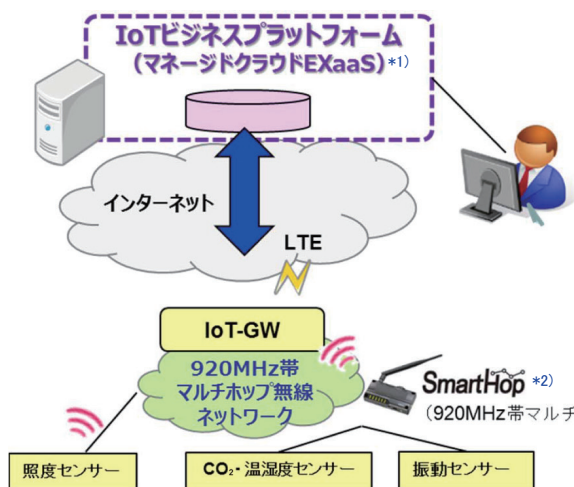 IoTビジネスプラットフォーム
(マネージドクラウドEXaaS)*1)
インターネット
LTE
IoT-GW
920MHz帯
マルチホップ無線
ネットワーク
SmartHop *2)
(920MHz帯マルチ
照度センサー
CO₂・温湿度センサー
振動センサー